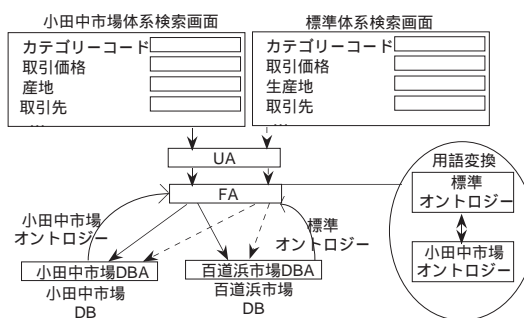 小田中市場体系検索画面
カテゴリーコード
取引価格
産地
取引先
...
標準体系検索画面
カテゴリーコード
取引価格
生産地
取引先
...
UA
FA
小田中市場
オントロジー
標準
オントロジー
小田中市場DBA
小田中市場
DB
百道浜市場DBA
百道浜市場
DB
用語変換
標準
オントロジー
小田中市場
オントロジー